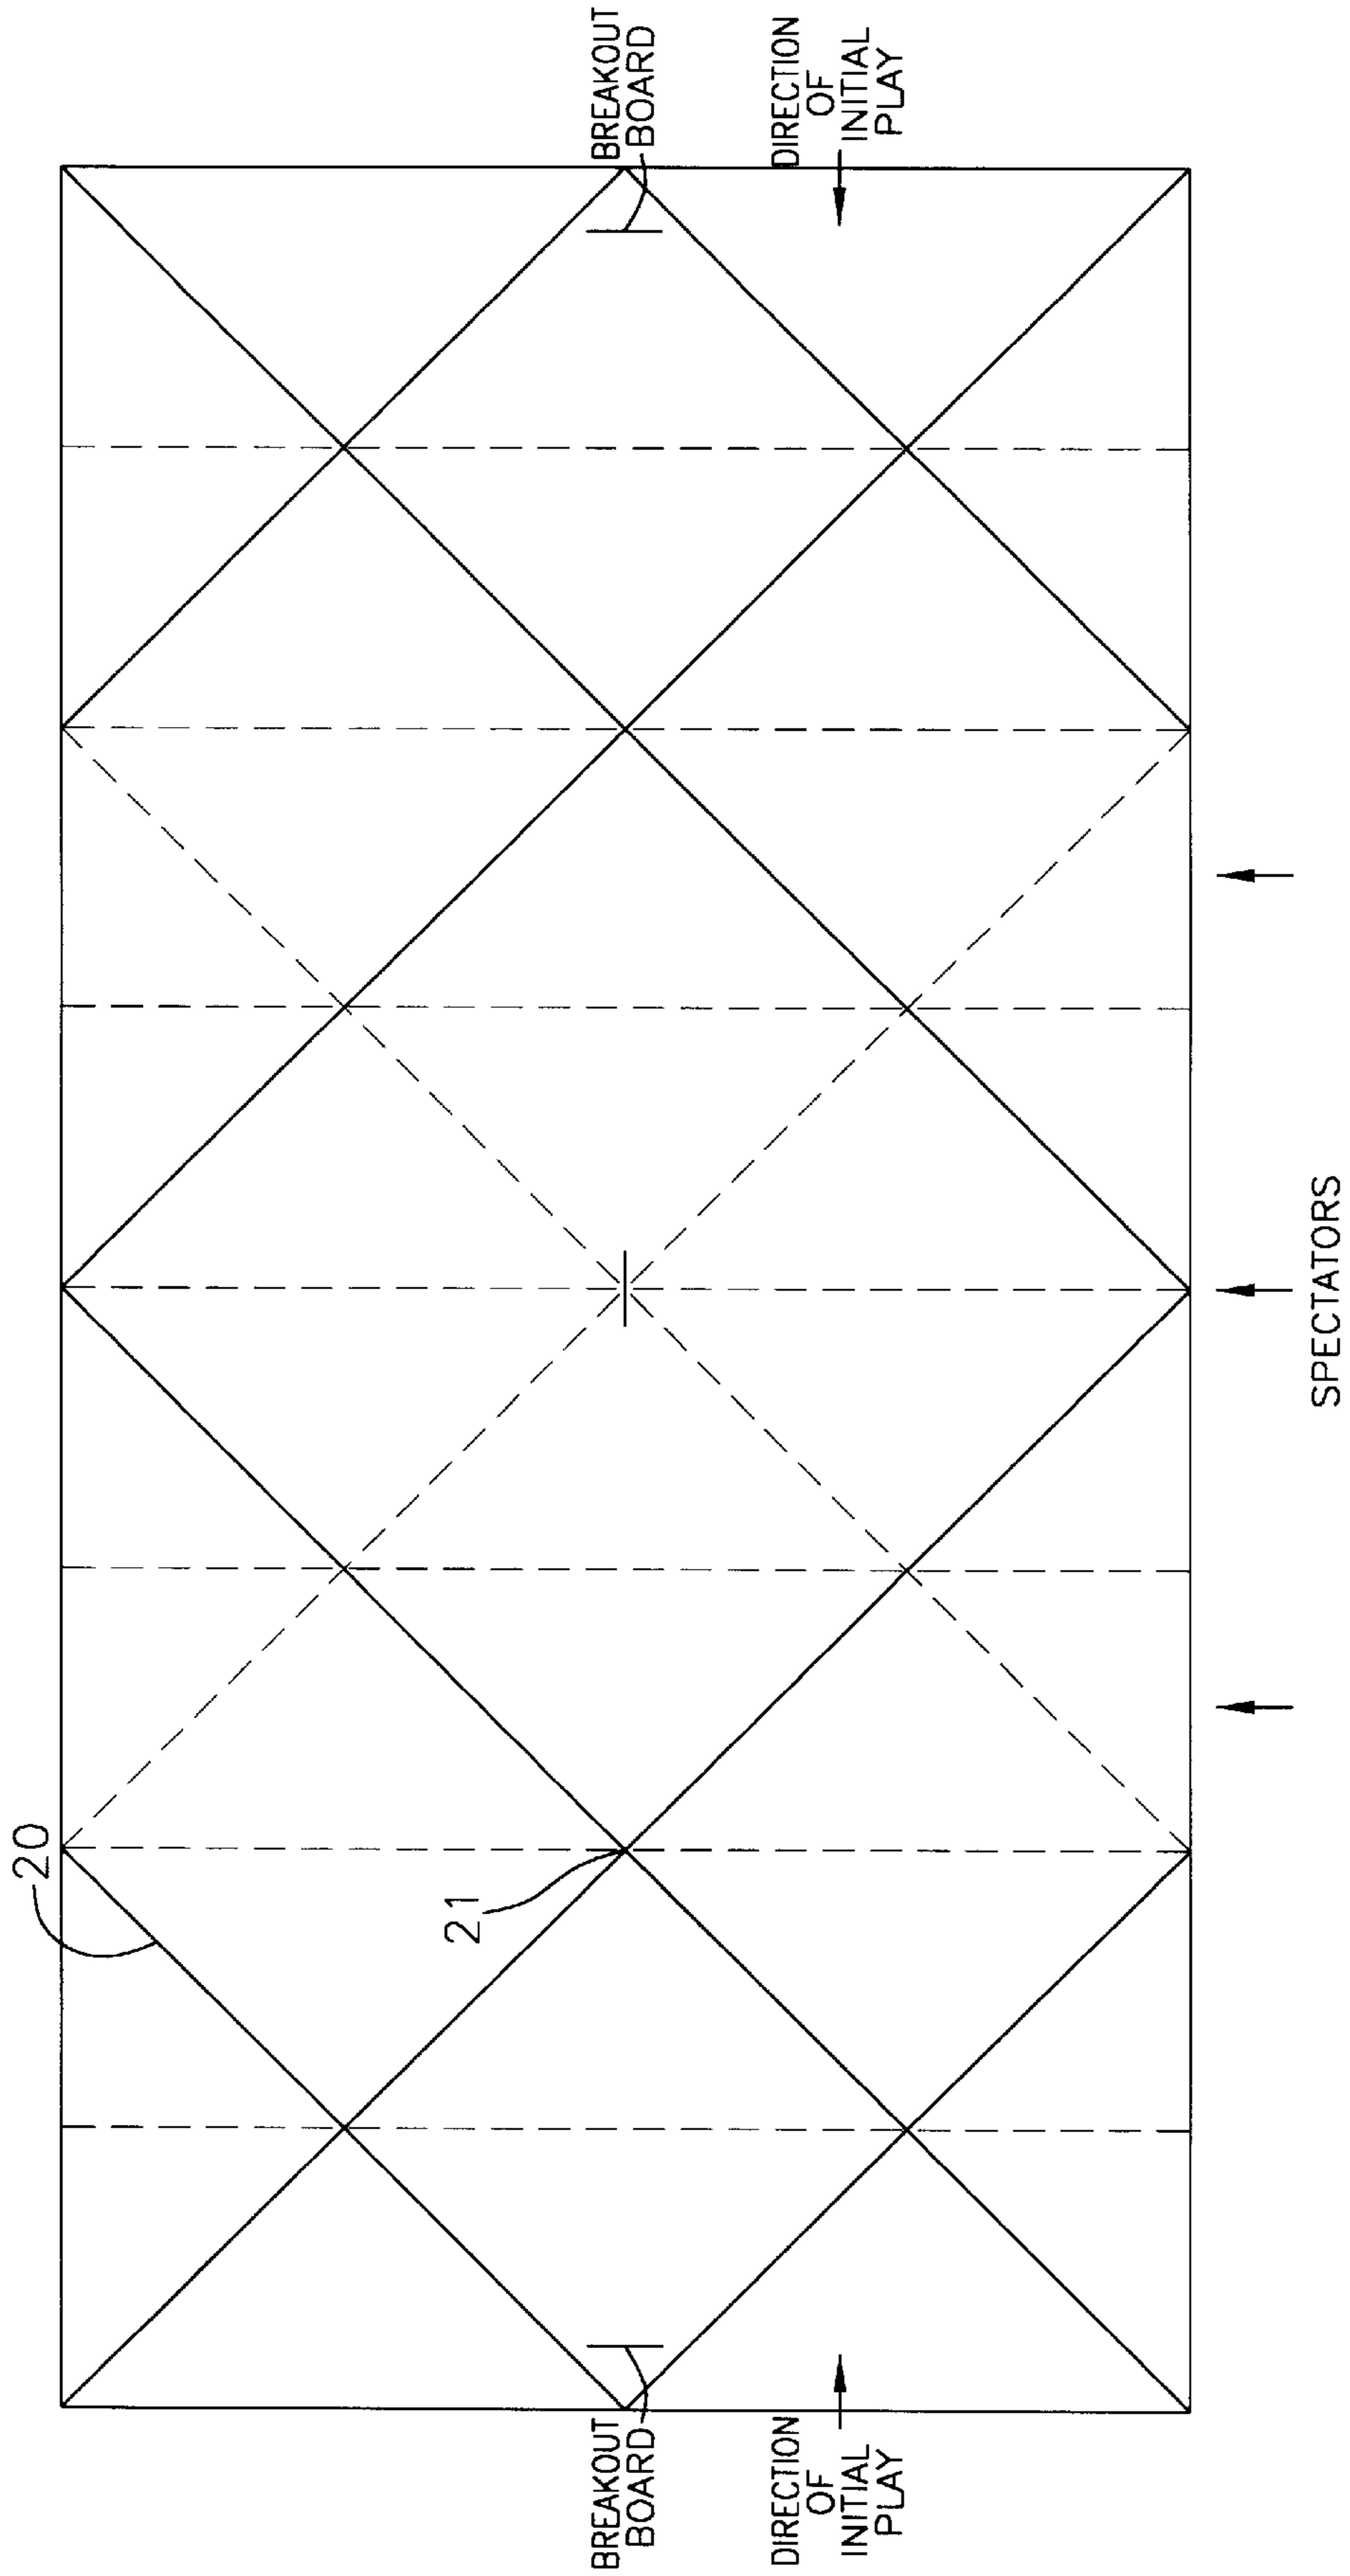 BREAKOUT
BOARD
DIRECTION
OF
INITIAL
PLAY
20
21
SPECTATORS
BREAKOUT
BOARD
DIRECTION
OF
INITIAL
PLAY